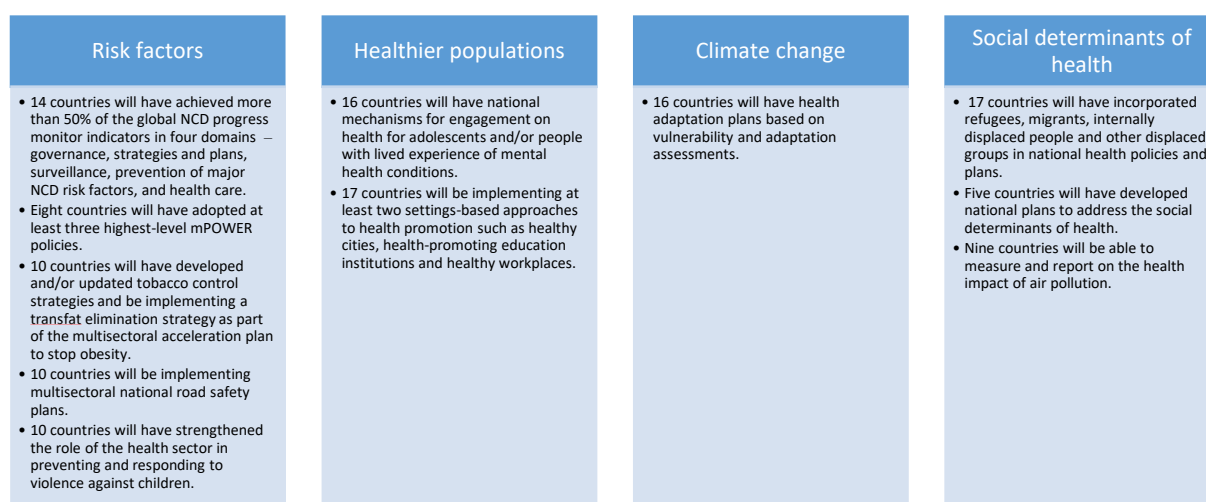 Risk factors
• 14 countries will have achieved more
than 50% of the global NCD progress
monitor indicators in four domains –
governance, strategies and plans,
surveillance, prevention of major
NCD risk factors, and health care.
• Eight countries will have adopted at
least three highest-level mPOWER
policies.
• 10 countries will have developed
and/or updated tobacco control
strategies and be implementing a
transfat elimination strategy as part
of the multisectoral acceleration plan
to stop obesity.
• 10 countries will be implementing
multisectoral national road safety
plans.
• 10 countries will have strengthened
the role of the health sector in
preventing and responding to
violence against children.
Healthier populations
• 16 countries will have national
mechanisms for engagement on
health for adolescents and/or people
with lived experience of mental
health conditions.
• 17 countries will be implementing at
least two settings-based approaches
to health promotion such as healthy
cities, health-promoting education
institutions and healthy workplaces.
Climate change
• 16 countries will have health
adaptation plans based on
vulnerability and adaptation
assessments.
Social determinants of
health
• 17 countries will have incorporated
refugees, migrants, internally
displaced people and other displaced
groups in national health policies and
plans.
• Five countries will have developed
national plans to address the social
determinants of health.
• Nine countries will be able to
measure and report on the health
impact of air pollution.